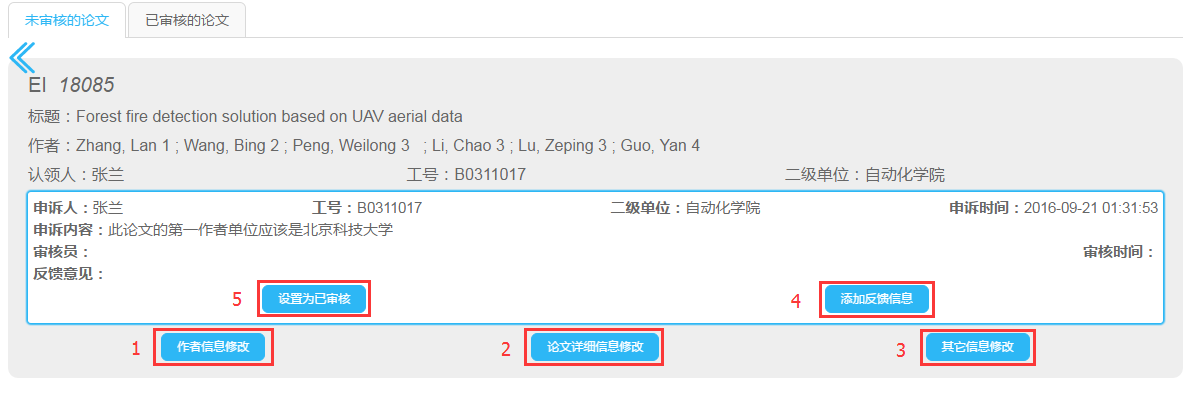 未审核的论文 已审核的论文
EI 18085
标题：Forest fire detection solution based on UAV aerial data
作者：Zhang, Lan 1 ; Wang, Bing 2 ; Peng, Weilong 3 ; Li, Chao 3 ; Lu, Zeping 3 ; Guo, Yan 4
认领人：张兰 工号：B0311017 二级单位：自动化学院
申诉人：张兰 工号：B0311017 二级单位：自动化学院 申诉时间：2016-09-21 01:31:53
申诉内容：此论文的第一作者单位应该是北京科技大学
审核员： 审核时间：
反馈意见：
5 设置为已审核 4 添加反馈信息
1 作者信息修改 2 论文详细信息修改 3 其它信息修改